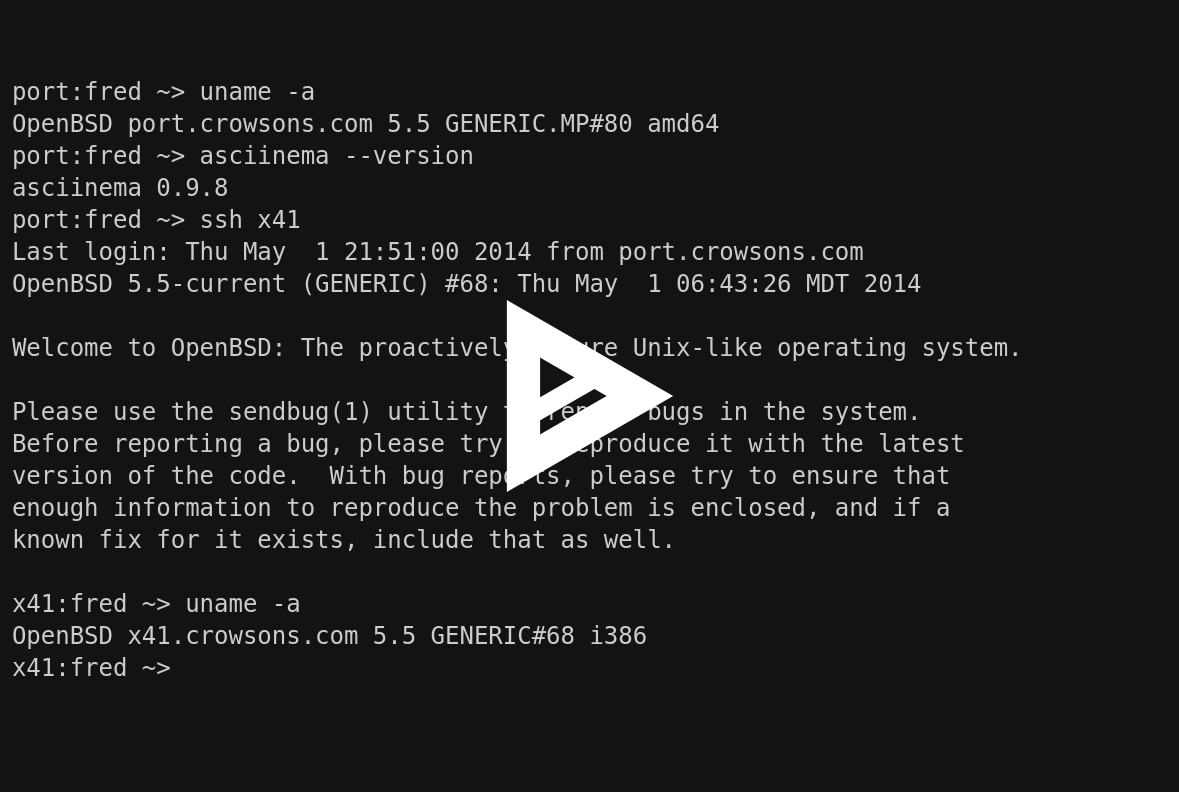 port:fred ~> uname -a
OpenBSD port.crowsons.com 5.5 GENERIC.MP#80 amd64
port:fred ~> asciinema --version
asciinema 0.9.8
port:fred ~> ssh x41
Last login: Thu May  1 21:51:00 2014 from port.crowsons.com
OpenBSD 5.5-current (GENERIC) #68: Thu May  1 06:43:26 MDT 2014
Welcome to OpenBSD: The proactively Unix-like operating system.
Please use the sendbug(1) utility bugs in the system.
Before reporting a bug, please try reproduce it with the latest
version of the code.  With bug reports, please try to ensure that
enough information to reproduce the problem is enclosed, and if a
known fix for it exists, include that as well.
x41:fred ~> uname -a
OpenBSD x41.crowsons.com 5.5 GENERIC#68 i386
x41:fred ~>